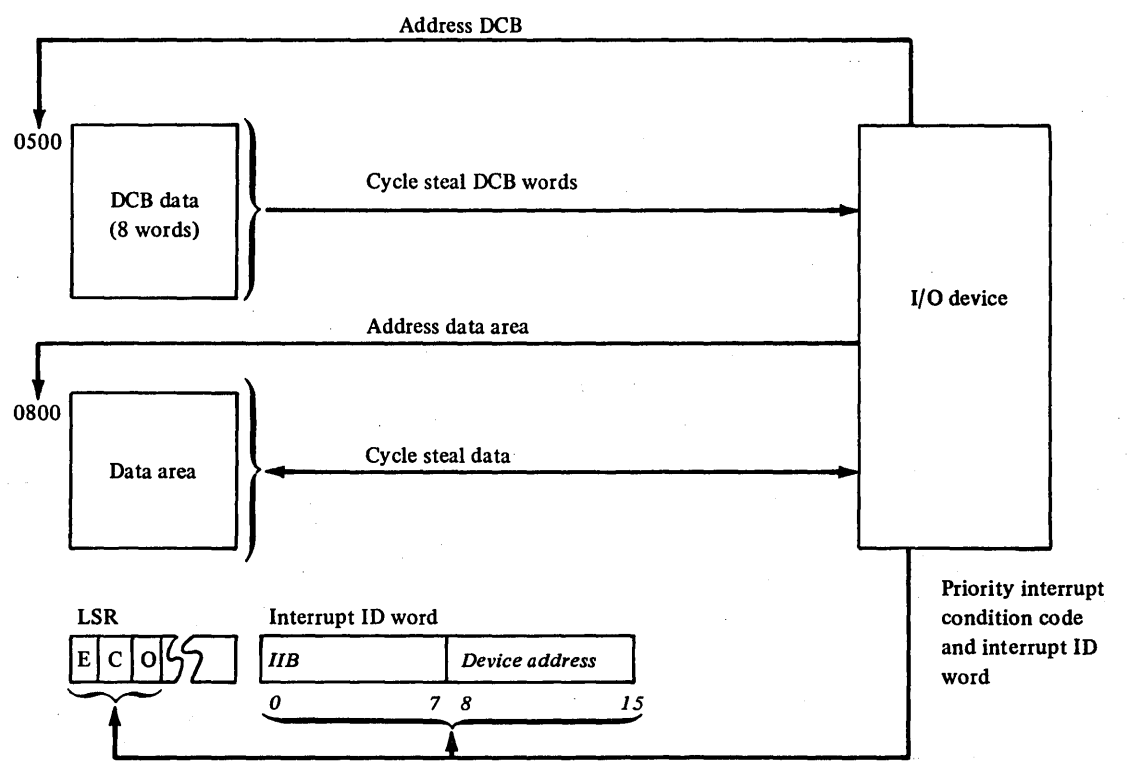 Address DCB
0500
DCB data
(8 words)
Cycle steal DCB words
I/O device
Address data area
0800
Data area
Cycle steal data
Priority interrupt
condition code
and interrupt ID
word
LSR
Interrupt ID word
E C O
IIB
Device address
0 7 8 15